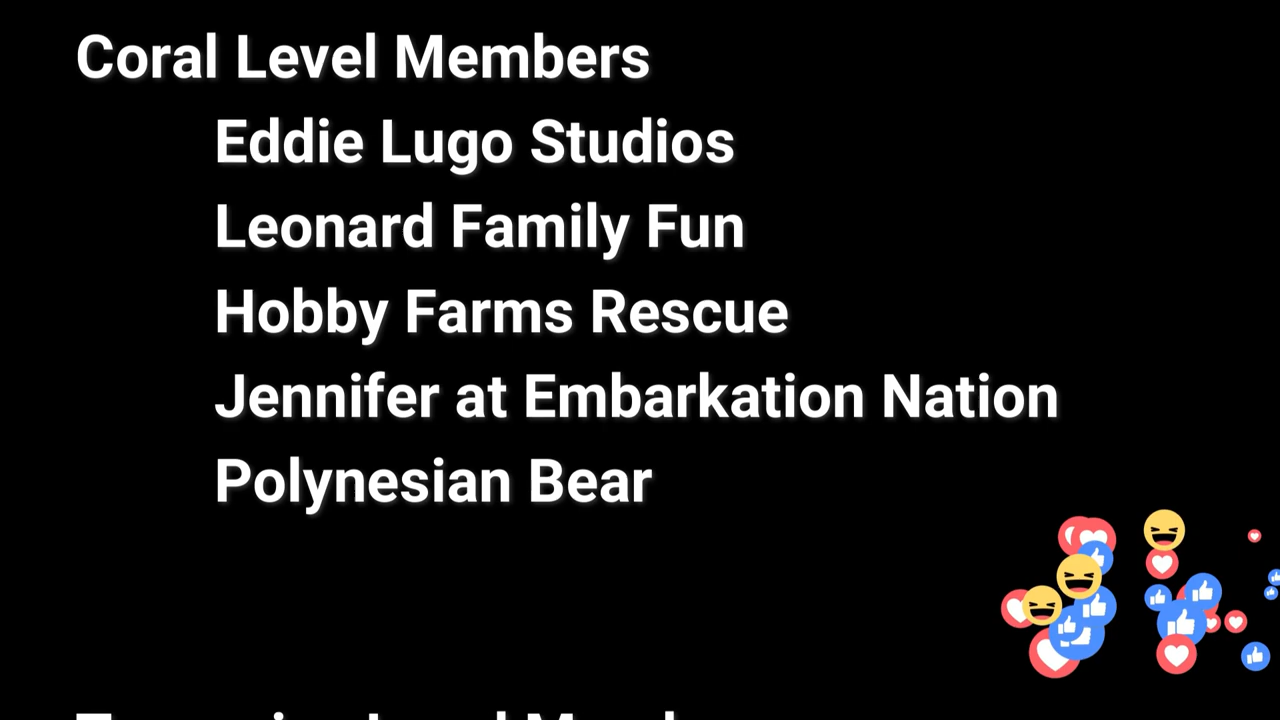 Coral Level Members
Eddie Lugo Studios
Leonard Family Fun
Hobby Farms Rescue
Jennifer at Embarkation Nation
Polynesian Bear